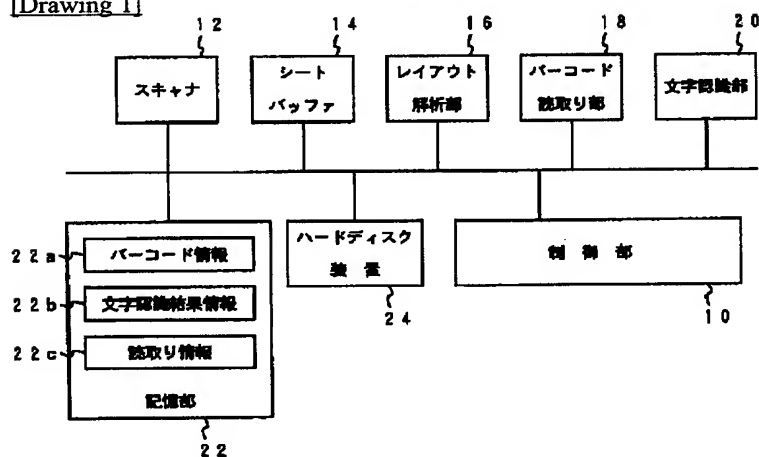 [Drawing 1]
12 14 16 18 20
スキャナ
シート
バッファ
レイアウト
解析部
バーコード
読取り部
文字認識部
22a
バーコード情報
22b
文字認識結果情報
22c
読取り情報
記憶部
22
ハードディスク
装置
24
制御部
10